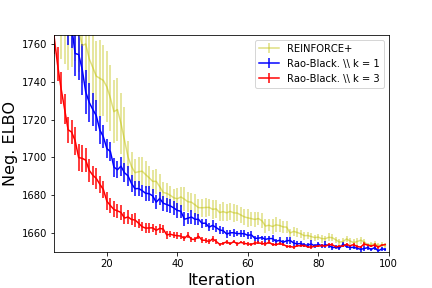 1760
1740
1720
1700
1680
1660
Neg. ELBO
20
40
60
80
100
Iteration
REINFORCE+
Rao-Black. \\ k = 1
Rao-Black. \\ k = 3